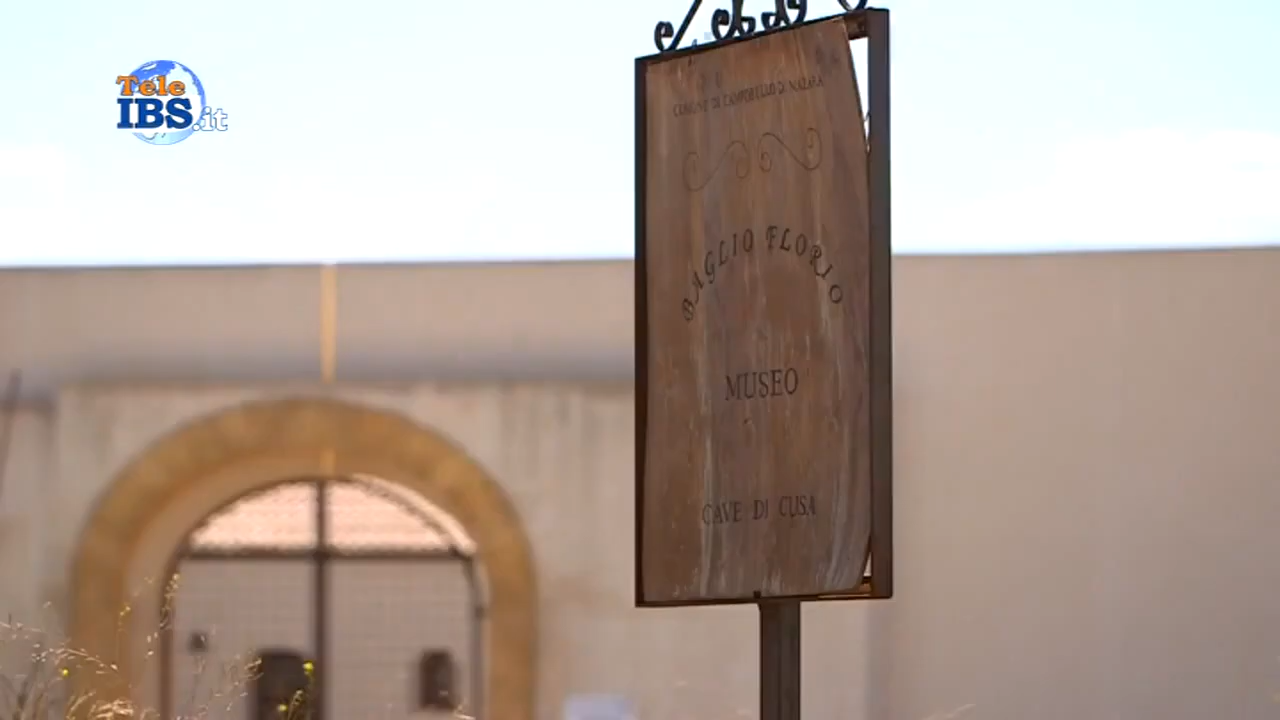 Tele
IBS.it
COMUNE DI CAMPOBELLO DI MAZARA
BAGLIO FLORIO
MUSEO
CAVE DI CUSA